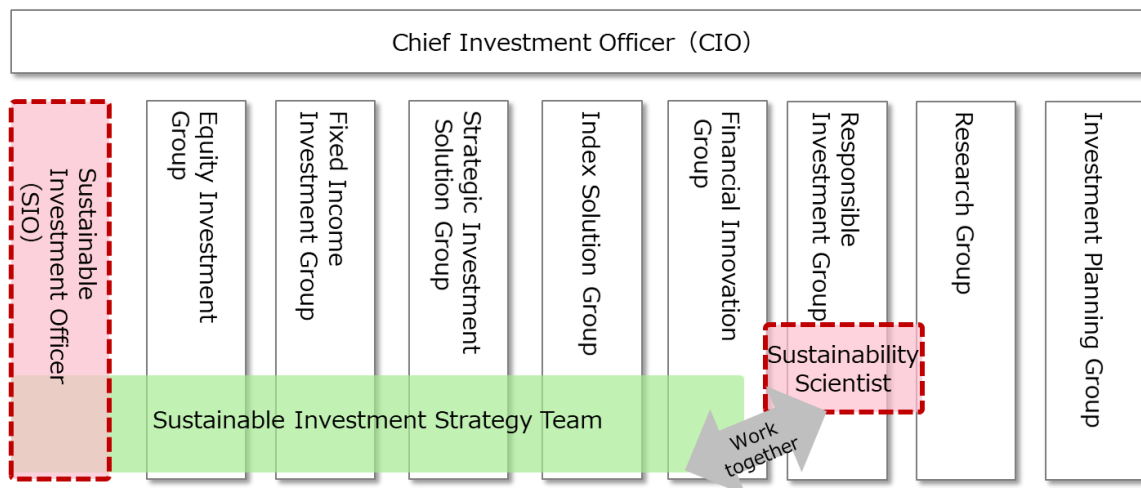 Chief Investment Officer（CIO）
Sustainable
Investment Officer
（SIO）
Equity Investment
Group
Fixed Income
Investment Group
Strategic Investment
Solution Group
Index Solution Group
Financial Innovation
Group
Responsible
Investment Group
Research Group
Investment Planning Group
Sustainability
Scientist
Sustainable Investment Strategy Team
Work
together